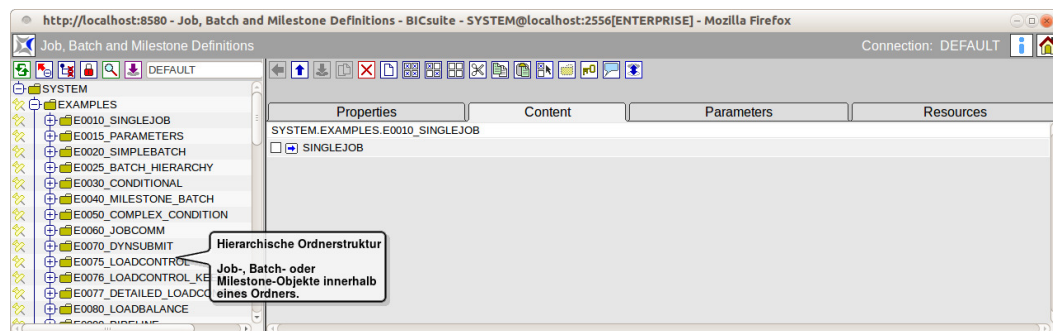 http://localhost:8580 - Job, Batch and Milestone Definitions - BICsuite - SYSTEM@localhost:2556[ENTERPRISE] - Mozilla Firefox
Job, Batch and Milestone Definitions
Connection: DEFAULT
DEFAULT
SYSTEM
EXAMPLES
E0010_SINGLEJOB
E0015_PARAMETERS
E0020_SIMPLEBATCH
E0025_BATCH_HIERARCHY
E0030_CONDITIONAL
E0040_MILESTONE_BATCH
E0050_COMPLEX_CONDITION
E0060_JOBCOMM
E0070_DYNSUBMIT
E0075_LOADCONTROL
E0076_LOADCONTROL_KE
E0077_DETAILED_LOADCO
E0080_LOADBALANCE
Properties
Content
Parameters
Resources
SYSTEM.EXAMPLES.E0010_SINGLEJOB
SINGLEJOB
Hierarchische Ordnerstruktur
Job-, Batch- oder
Milestone-Objekte innerhalb
eines Ordners.